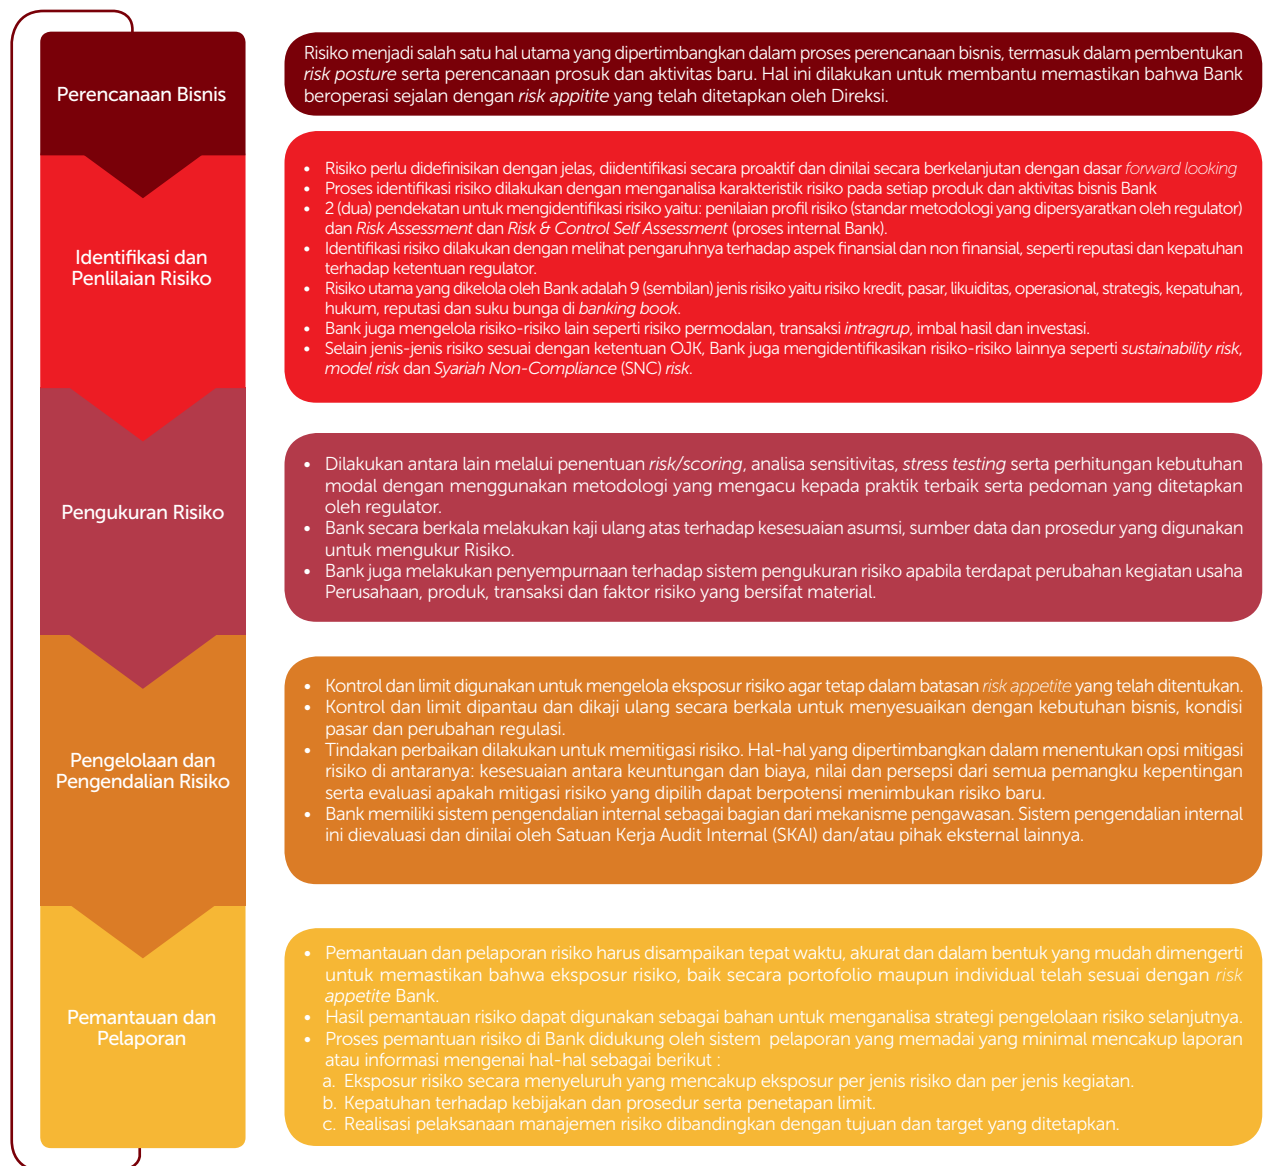 Perencanaan Bisnis
Risiko menjadi salah satu hal utama yang dipertimbangkan dalam proses perencanaan bisnis, termasuk dalam pembentukan
risk posture serta perencanaan prosuk dan aktivitas baru. Hal ini dilakukan untuk membantu memastikan bahwa Bank
beroperasi sejalan dengan risk appitite yang telah ditetapkan oleh Direksi.
Identifikasi dan
Penlilaian Risiko
• Risiko perlu didefinisikan dengan jelas, diidentifikasi secara proaktif dan dinilai secara berkelanjutan dengan dasar forward looking
• Proses identifikasi risiko dilakukan dengan menganalisa karakteristik risiko pada setiap produk dan aktivitas bisnis Bank
• 2 (dua) pendekatan untuk mengidentifikasi risiko yaitu: penilaian profil risiko (standar metodologi yang dipersyaratkan oleh regulator)
dan Risk Assessment dan Risk & Control Self Assessment (proses internal Bank).
• Identifikasi risiko dilakukan dengan melihat pengaruhnya terhadap aspek finansial dan non finansial, seperti reputasi dan kepatuhan
terhadap ketentuan regulator.
• Risiko utama yang dikelola oleh Bank adalah 9 (sembilan) jenis risiko yaitu risiko kredit, pasar, likuiditas, operasional, strategis, kepatuhan,
hukum, reputasi dan suku bunga di banking book.
• Bank juga mengelola risiko-risiko lain seperti risiko permodalan, transaksi intragrup, imbal hasil dan investasi.
• Selain jenis-jenis risiko sesuai dengan ketentuan OJK, Bank juga mengidentifikasikan risiko-risiko lainnya seperti sustainability risk,
model risk dan Syariah Non-Compliance (SNC) risk.
Pengukuran Risiko
• Dilakukan antara lain melalui penentuan risk/scoring, analisa sensitivitas, stress testing serta perhitungan kebutuhan
modal dengan menggunakan metodologi yang mengacu kepada praktik terbaik serta pedoman yang ditetapkan
oleh regulator.
• Bank secara berkala melakukan kaji ulang atas terhadap kesesuaian asumsi, sumber data dan prosedur yang digunakan
untuk mengukur Risiko.
• Bank juga melakukan penyempurnaan terhadap sistem pengukuran risiko apabila terdapat perubahan kegiatan usaha
Perusahaan, produk, transaksi dan faktor risiko yang bersifat material.
Pengelolaan dan
Pengendalian Risiko
• Kontrol dan limit digunakan untuk mengelola eksposur risiko agar tetap dalam batasan risk appetite yang telah ditentukan.
• Kontrol dan limit dipantau dan dikaji ulang secara berkala untuk menyesuaikan dengan kebutuhan bisnis, kondisi
pasar dan perubahan regulasi.
• Tindakan perbaikan dilakukan untuk memitigasi risiko. Hal-hal yang dipertimbangkan dalam menentukan opsi mitigasi
risiko di antaranya: kesesuaian antara keuntungan dan biaya, nilai dan persepsi dari semua pemangku kepentingan
serta evaluasi apakah mitigasi risiko yang dipilih dapat berpotensi menimbukan risiko baru.
• Bank memiliki sistem pengendalian internal sebagai bagian dari mekanisme pengawasan. Sistem pengendalian internal
ini dievaluasi dan dinilai oleh Satuan Kerja Audit Internal (SKAI) dan/atau pihak eksternal lainnya.
Pemantauan dan
Pelaporan
• Pemantauan dan pelaporan risiko harus disampaikan tepat waktu, akurat dan dalam bentuk yang mudah dimengerti
untuk memastikan bahwa eksposur risiko, baik secara portofolio maupun individual telah sesuai dengan risk
appetite Bank.
• Hasil pemantauan risiko dapat digunakan sebagai bahan untuk menganalisa strategi pengelolaan risiko selanjutnya.
• Proses pemantuan risiko di Bank didukung oleh sistem pelaporan yang memadai yang minimal mencakup laporan
atau informasi mengenai hal-hal sebagai berikut :
a. Eksposur risiko secara menyeluruh yang mencakup eksposur per jenis risiko dan per jenis kegiatan.
b. Kepatuhan terhadap kebijakan dan prosedur serta penetapan limit.
c. Realisasi pelaksanaan manajemen risiko dibandingkan dengan tujuan dan target yang ditetapkan.